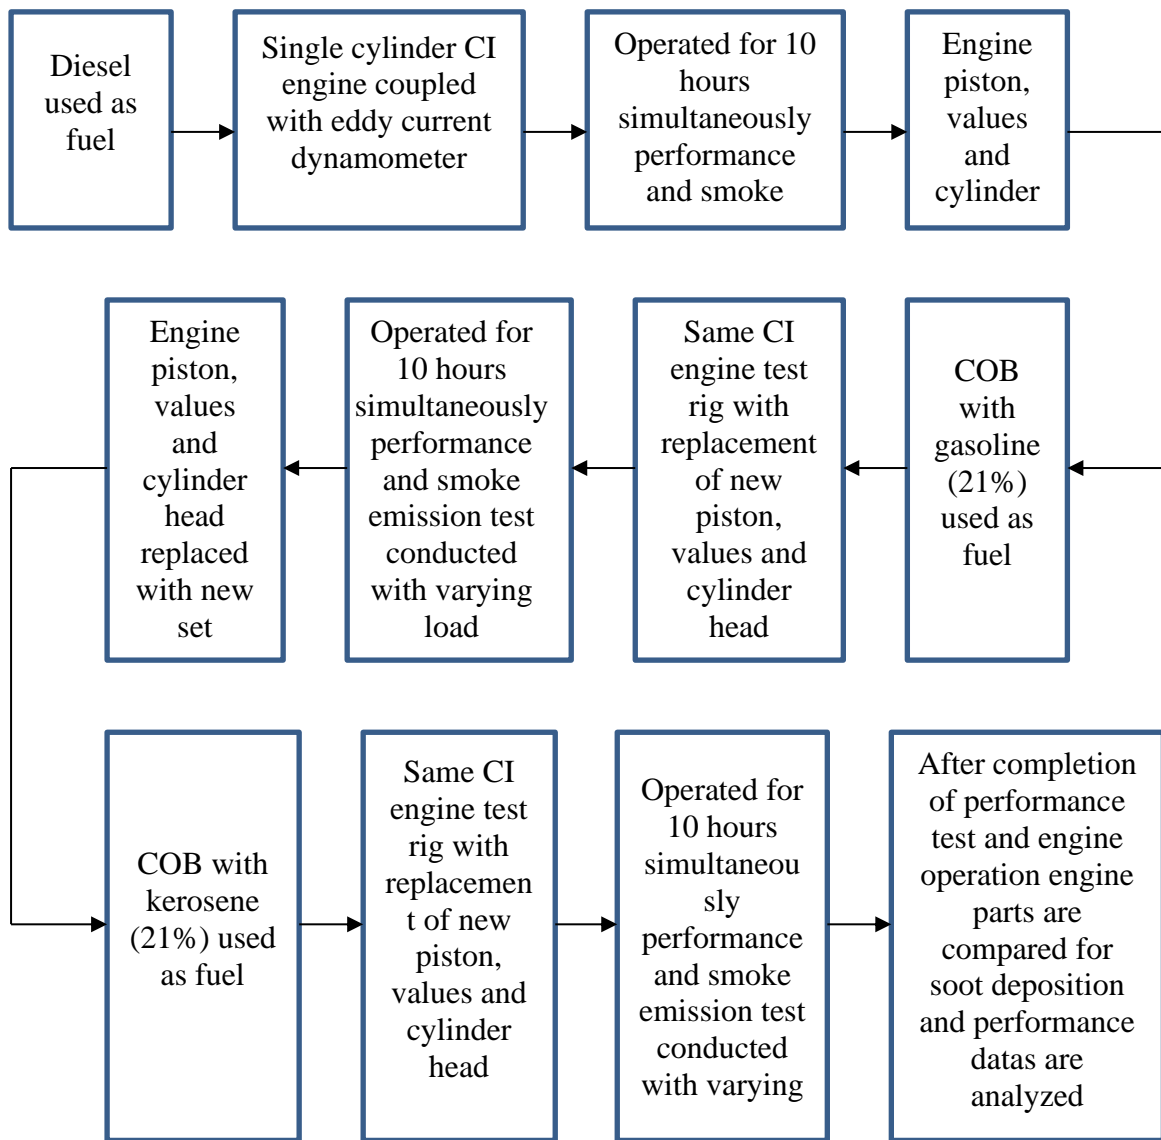 Diesel
used as
fuel
Single cylinder CI
engine coupled
with eddy current
dynamometer
Operated for 10
hours
simultaneously
performance
and smoke
Engine
piston,
values
and
cylinder
Engine
piston,
values
and
cylinder
head
replaced
with new
set
Operated for
10 hours
simultaneously
performance
and smoke
emission test
conducted
with varying
load
Same CI
engine test
rig with
replacement
of new
piston,
values and
cylinder
head
COB
with
gasoline
(21%)
used as
fuel
COB with
kerosene
(21%) used
as fuel
Same CI
engine test
rig with
replacemen
t of new
piston,
values and
cylinder
head
Operated for
10 hours
simultaneou
sly
performance
and smoke
emission test
conducted
with varying
After completion
of performance
test and engine
operation engine
parts are
compared for
soot deposition
and performance
datas are
analyzed